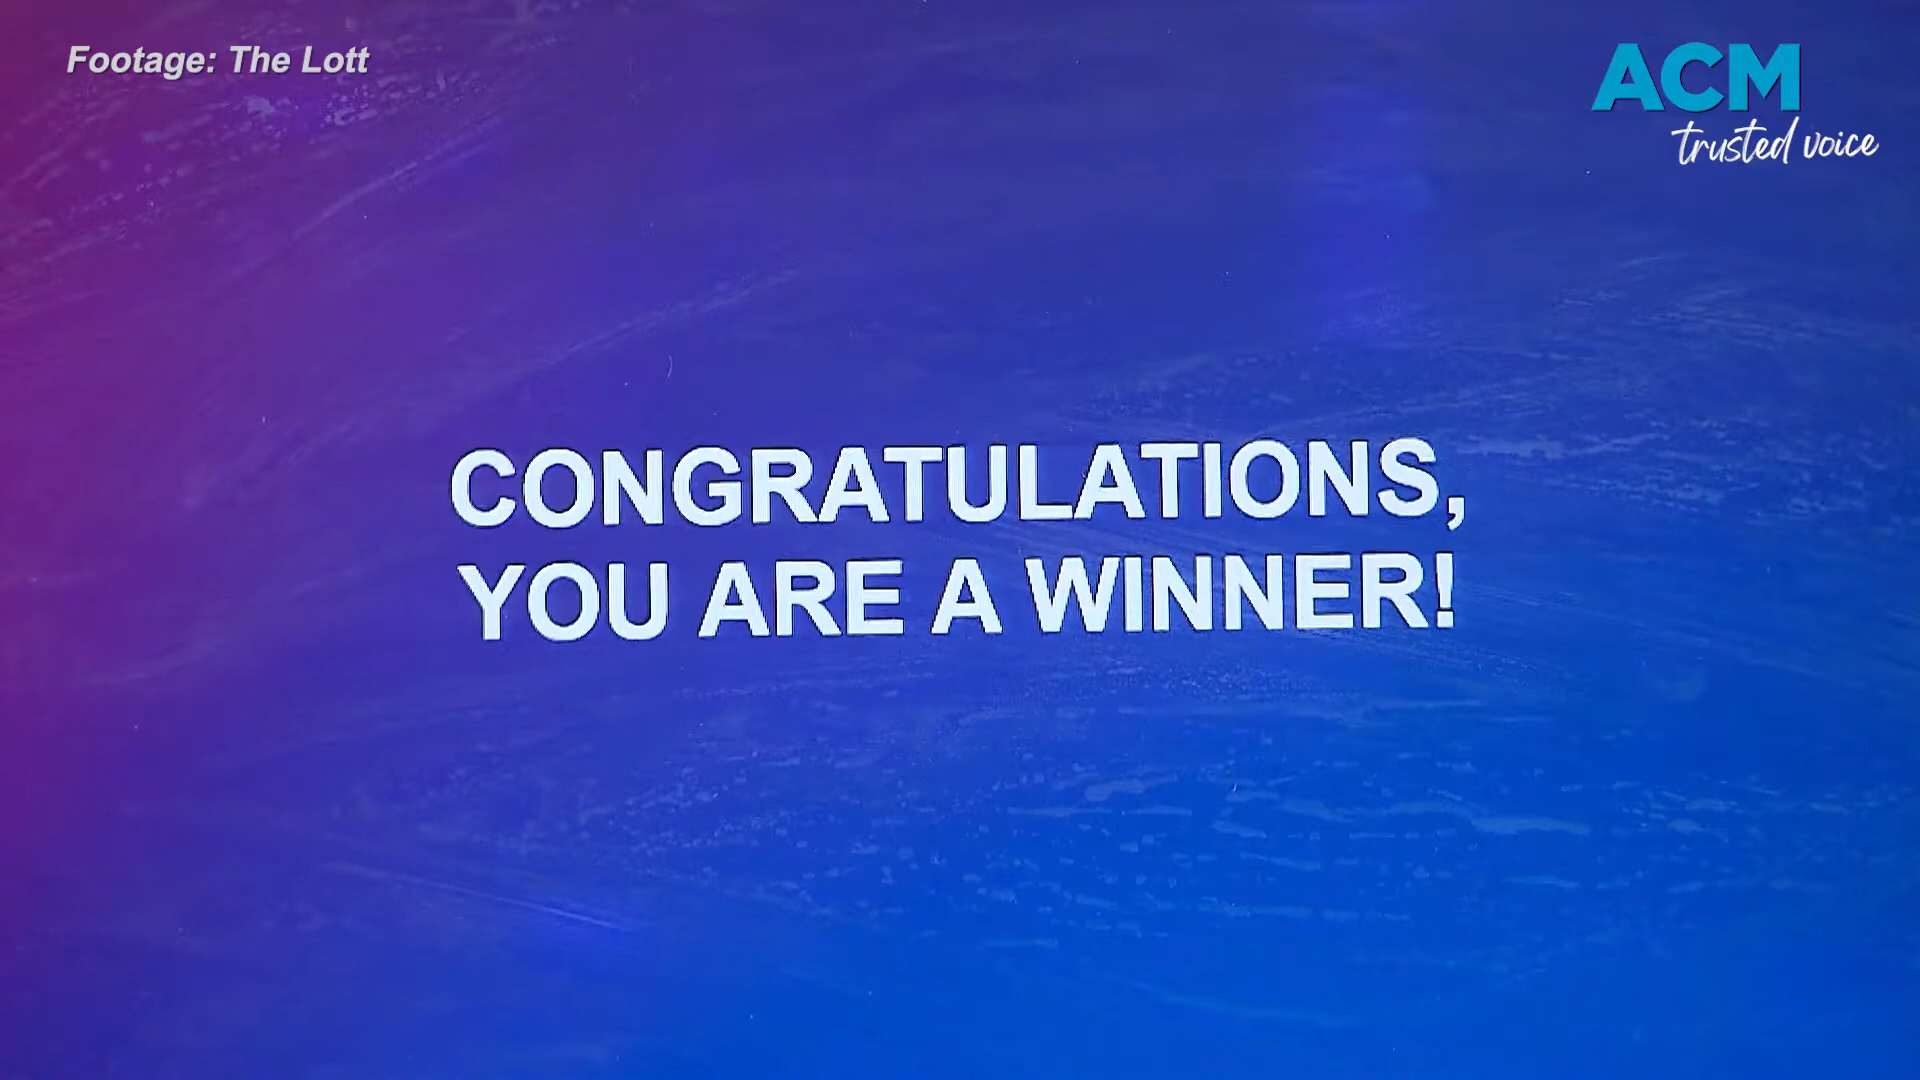 Footage: The Lott
ACM
trusted voice
CONGRATULATIONS,
YOU ARE A WINNER!